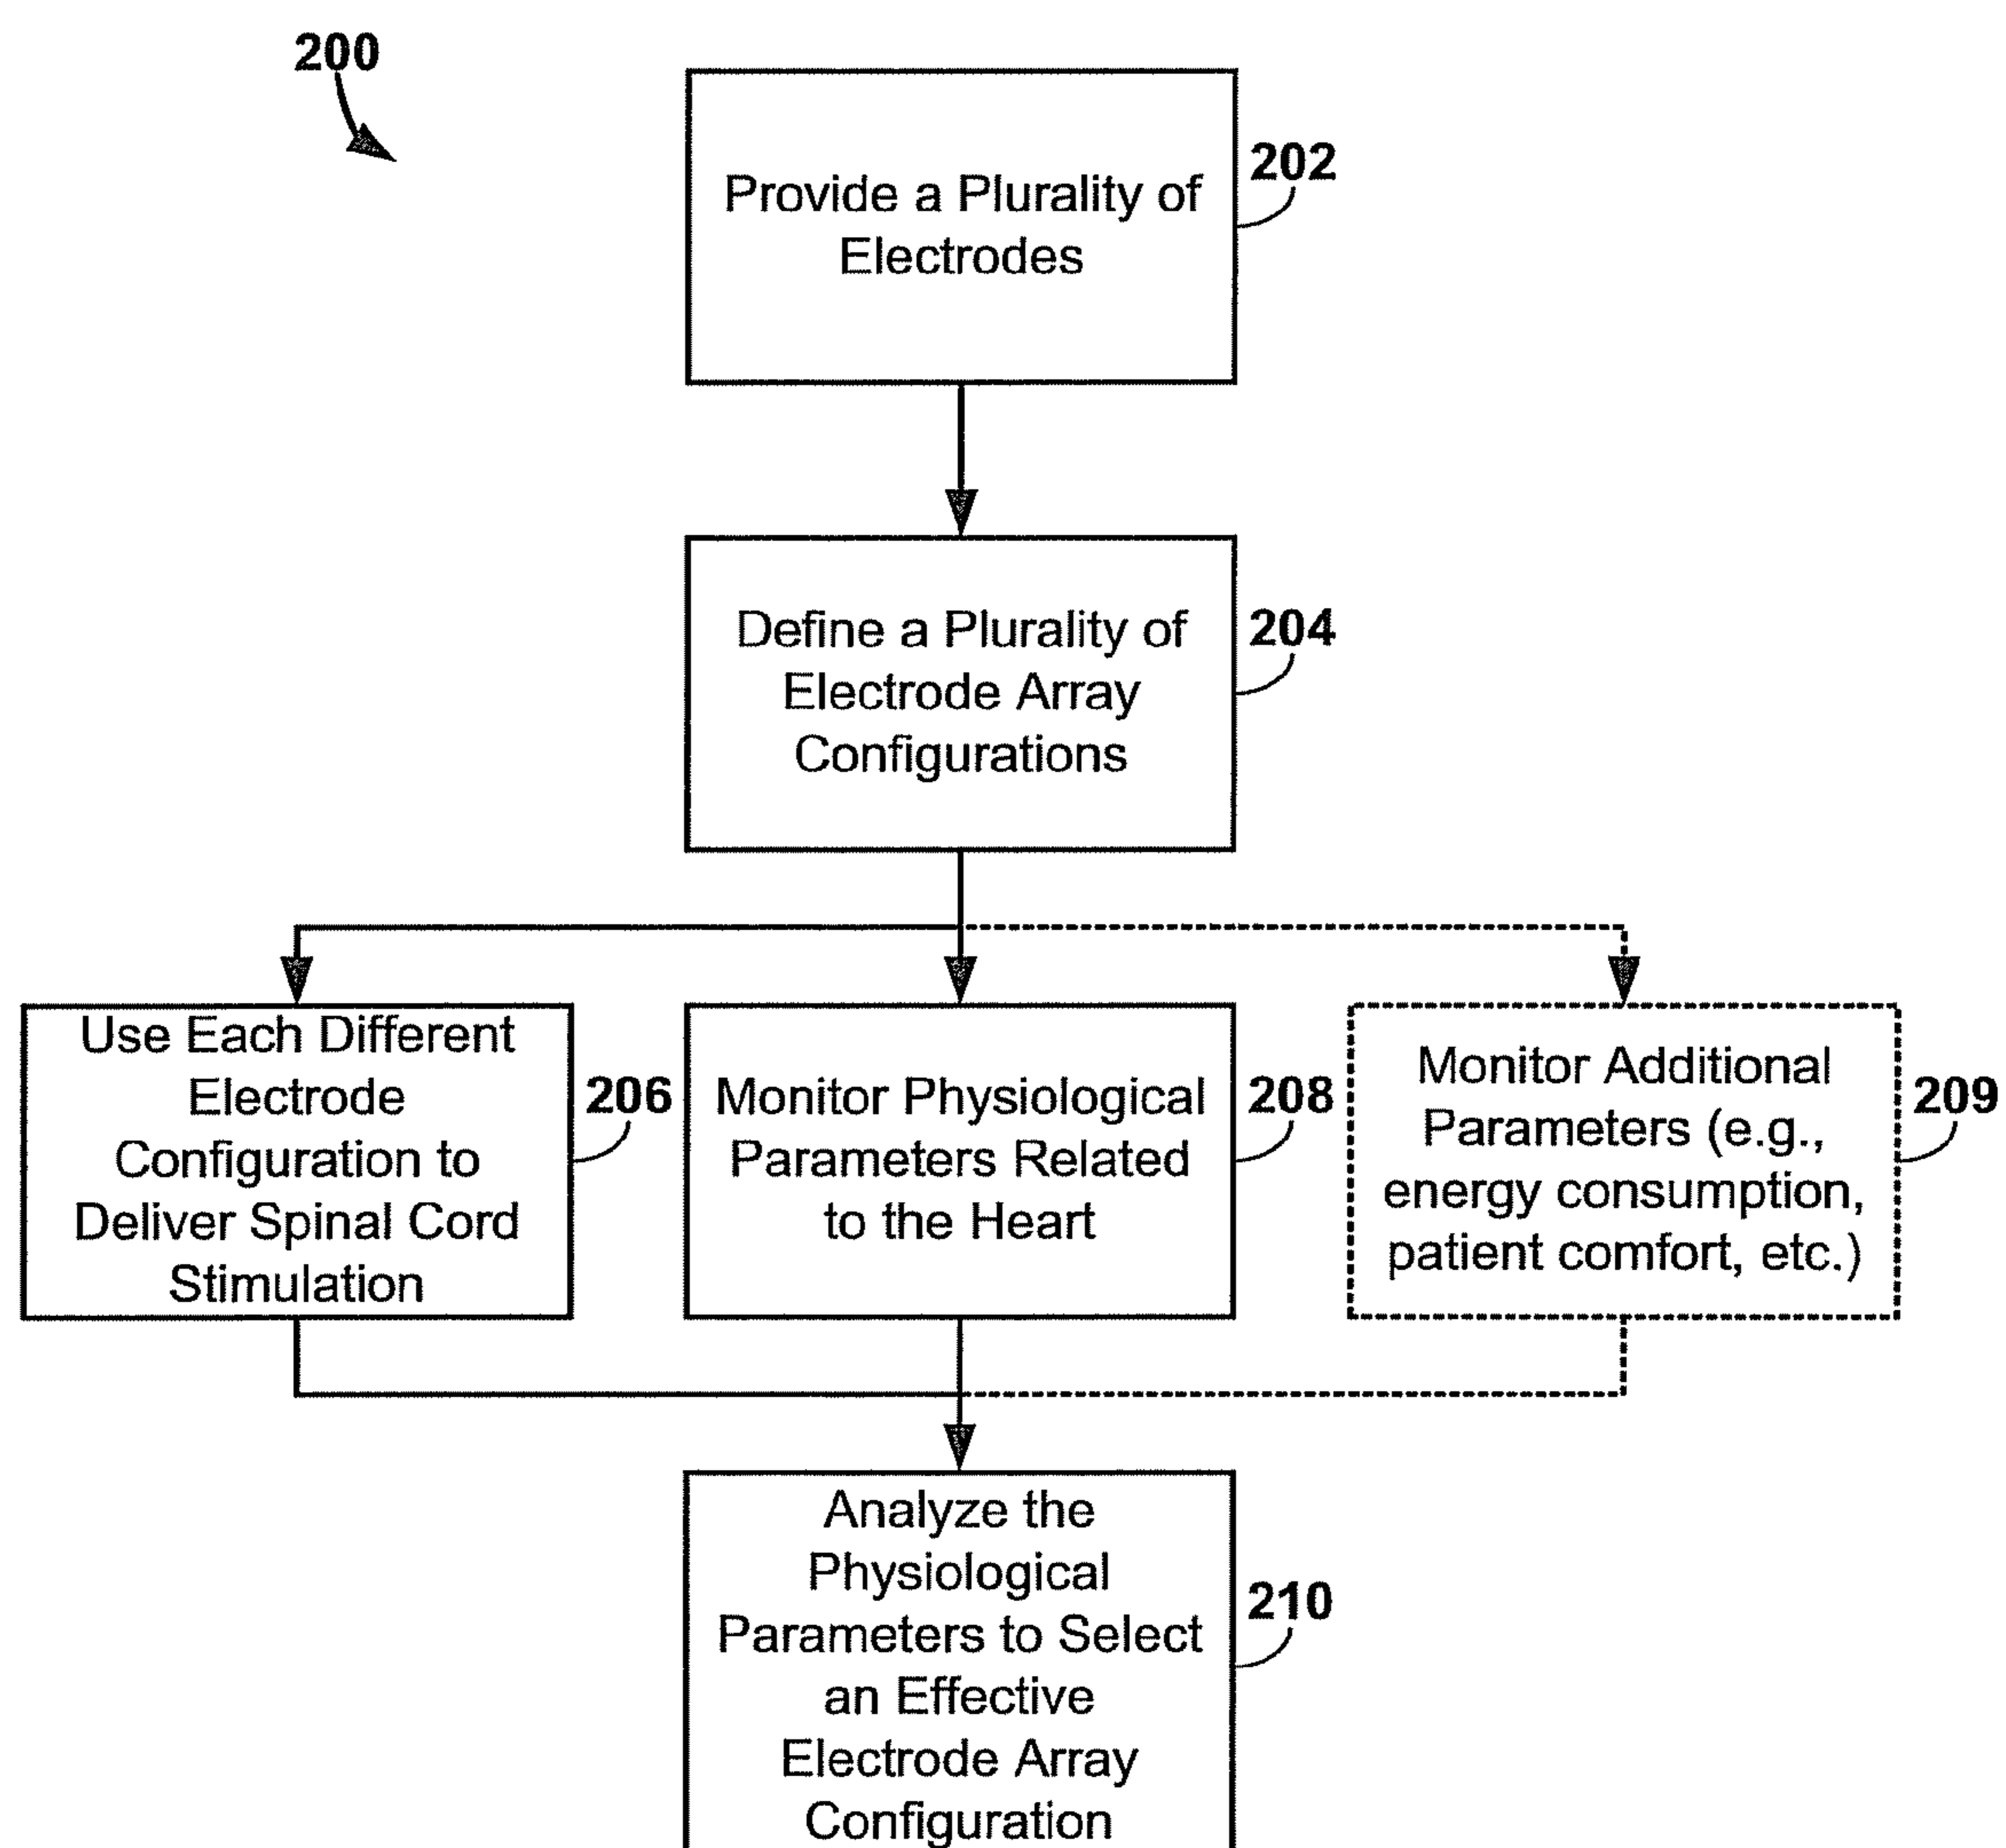 200
Provide a Plurality of
Electrodes
202
Define a Plurality of
Electrode Array
Configurations
204
Use Each Different
Electrode
Configuration to
Deliver Spinal Cord
Stimulation
206
Monitor Physiological
Parameters Related
to the Heart
208
Monitor Additional
Parameters (e.g.,
energy consumption,
patient comfort, etc.)
209
Analyze the
Physiological
Parameters to Select
an Effective
Electrode Array
Configuration
210